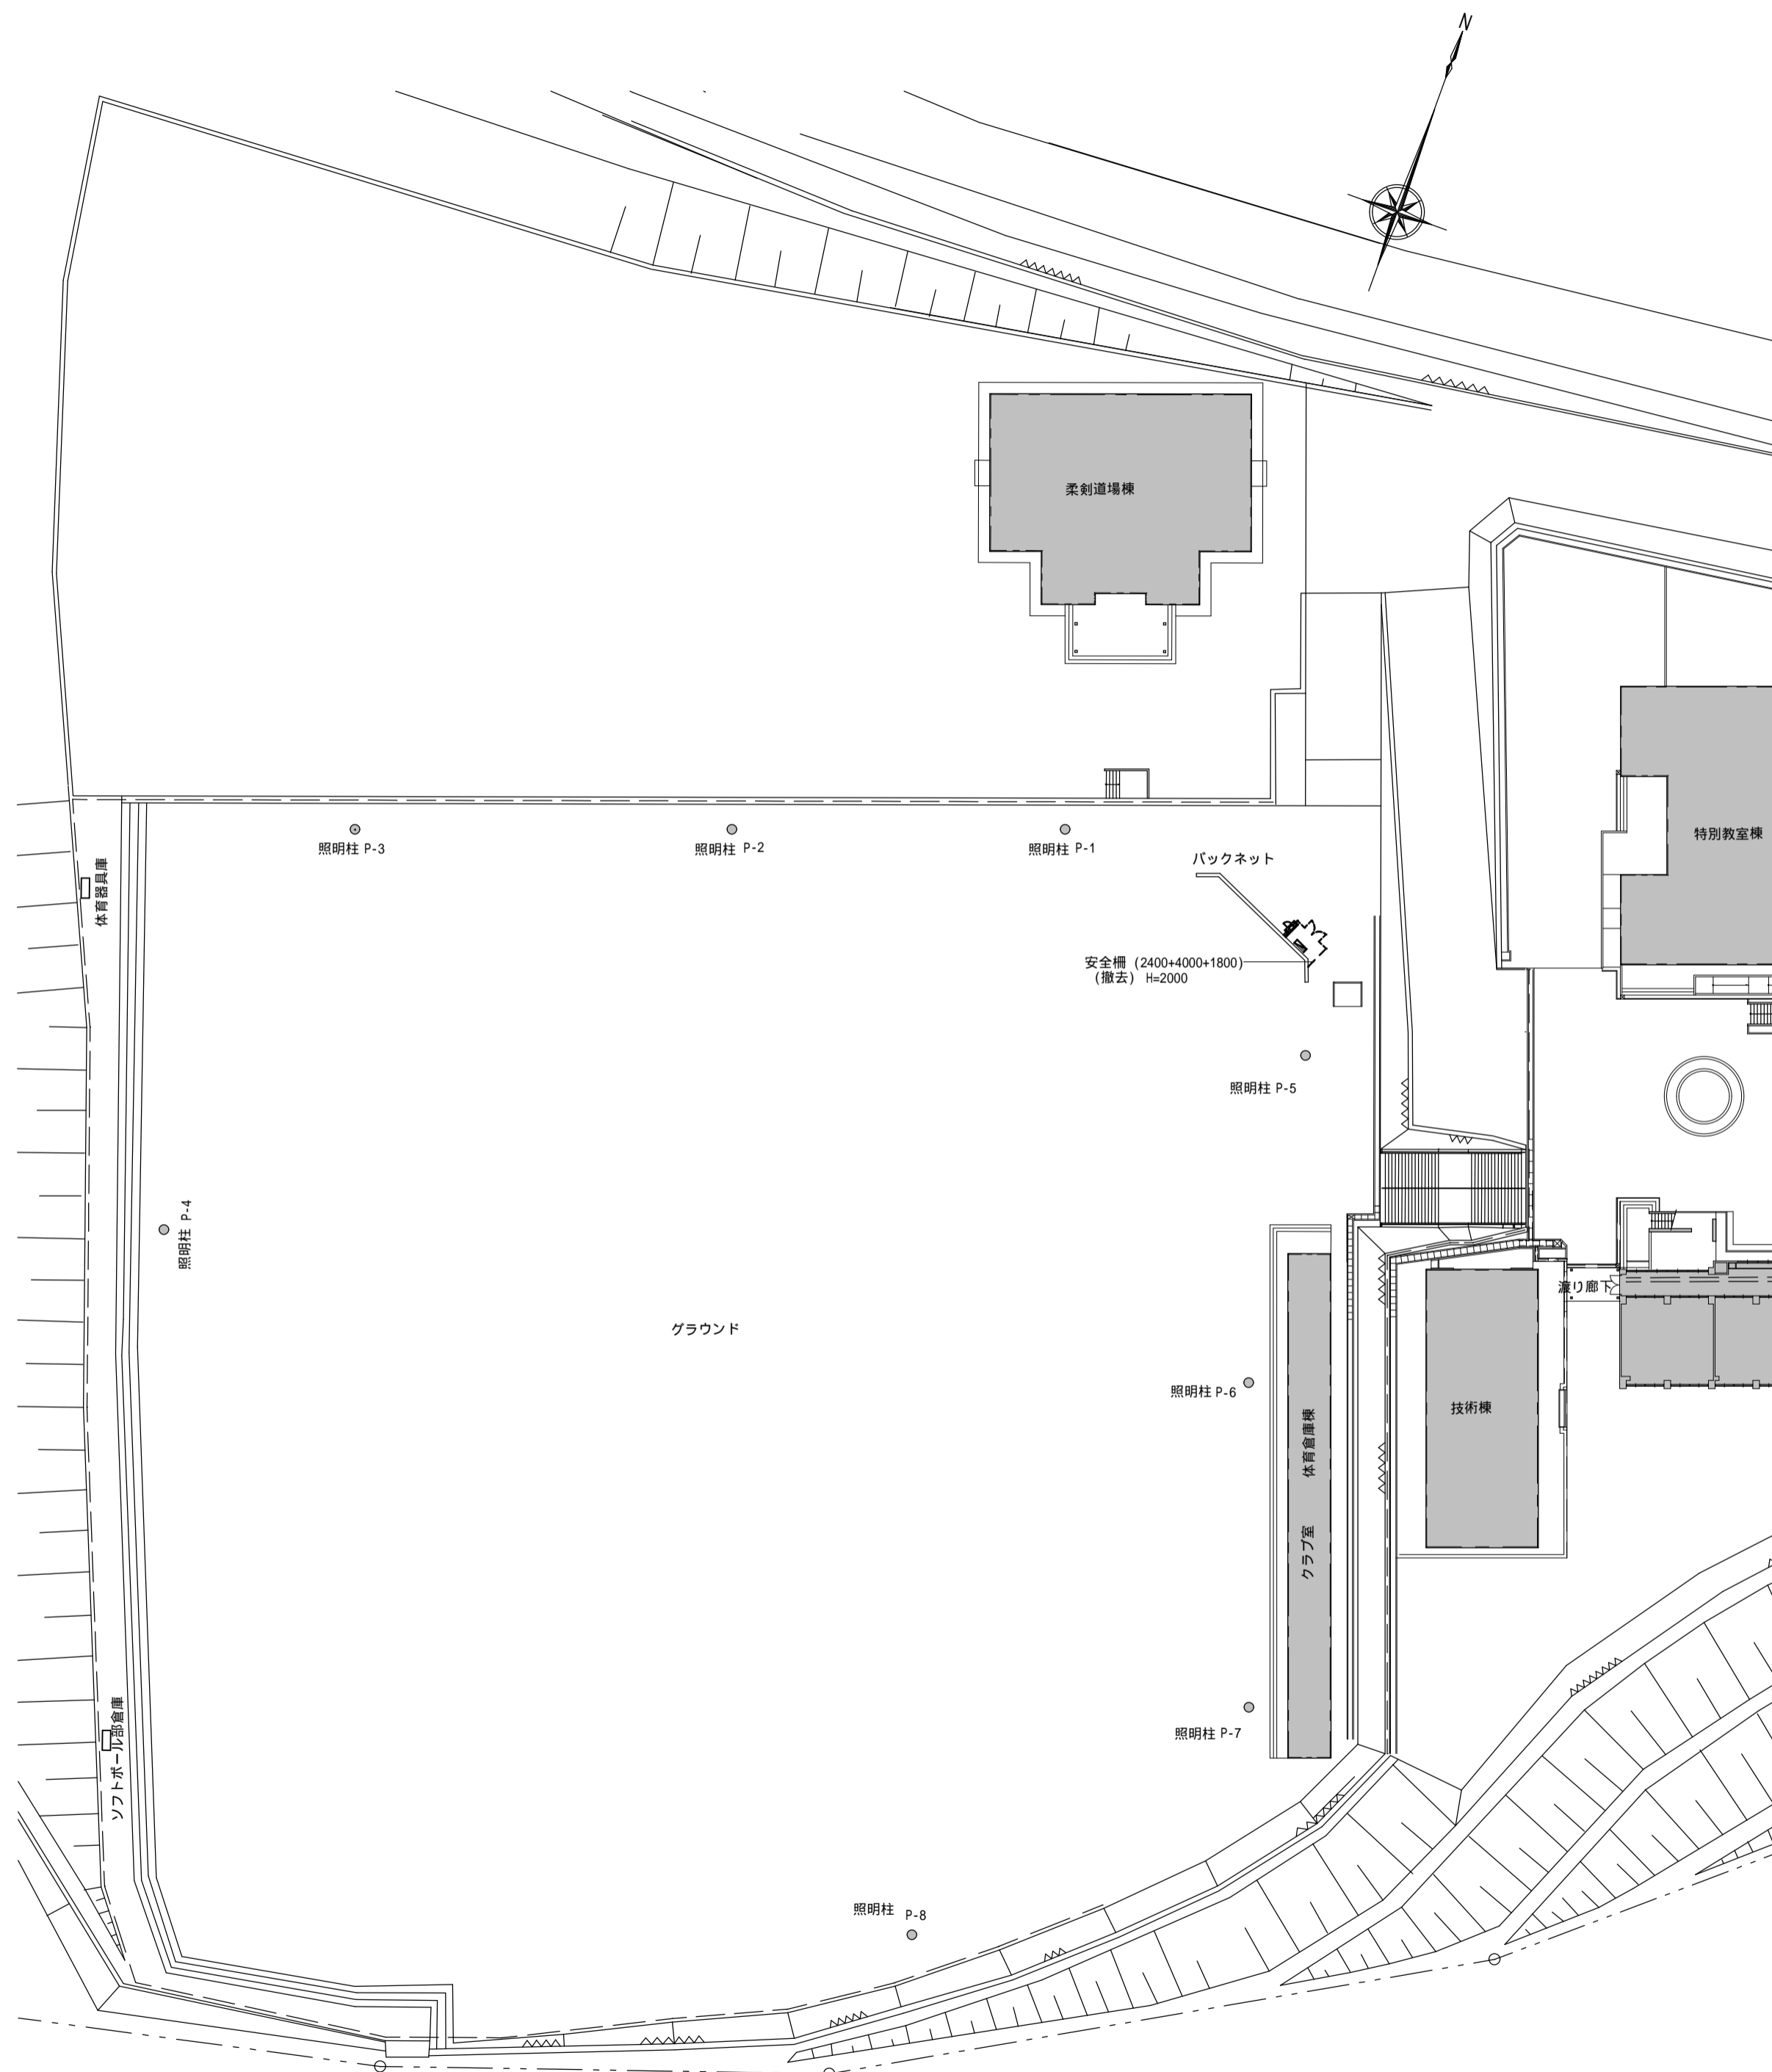 N
柔剣道場棟
特別教室棟
照明柱 P-3
照明柱 P-2
照明柱 P-1
バックネット
体育器具庫
安全柵 (2400+4000+1800)
(撤去) H=2000
照明柱 P-5
照明柱 P-4
渡り廊下
グラウンド
照明柱 P-6
技術棟
体育倉庫棟
クラブ室
照明柱 P-7
ソフトボール部倉庫
照明柱 P-8